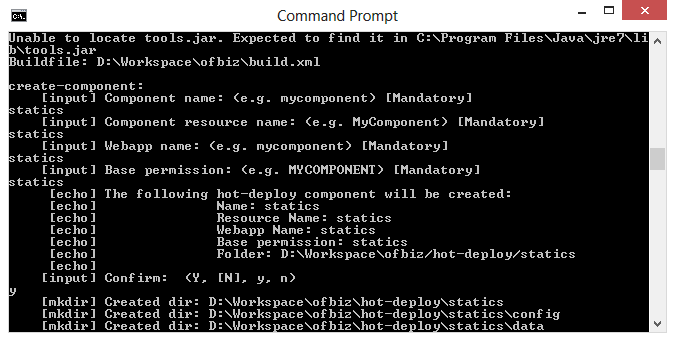 Command Prompt
Unable to locate tools.jar. Expected to find it in C:\Program Files\Java\jre7\li
b\tools.jar
Buildfile: D:\Workspace\ofbiz\build.xml
create-component:
[input] Component name: (e.g. mycomponent) [Mandatory]
statics
[input] Component resource name: (e.g. MyComponent) [Mandatory]
statics
[input] Webapp name: (e.g. mycomponent) [Mandatory]
statics
[input] Base permission: (e.g. MYCOMPONENT) [Mandatory]
statics
[echo] The following hot-deploy component will be created:
[echo] Name: statics
[echo] Resource Name: statics
[echo] Webapp Name: statics
[echo] Base permission: statics
[echo] Folder: D:\Workspace\ofbiz/hot-deploy/statics
[echo]
[input] Confirm: (Y, [N], y, n)
y
[mkdir] Created dir: D:\Workspace\ofbiz\hot-deploy\statics
[mkdir] Created dir: D:\Workspace\ofbiz\hot-deploy\statics\config
[mkdir] Created dir: D:\Workspace\ofbiz\hot-deploy\statics\data